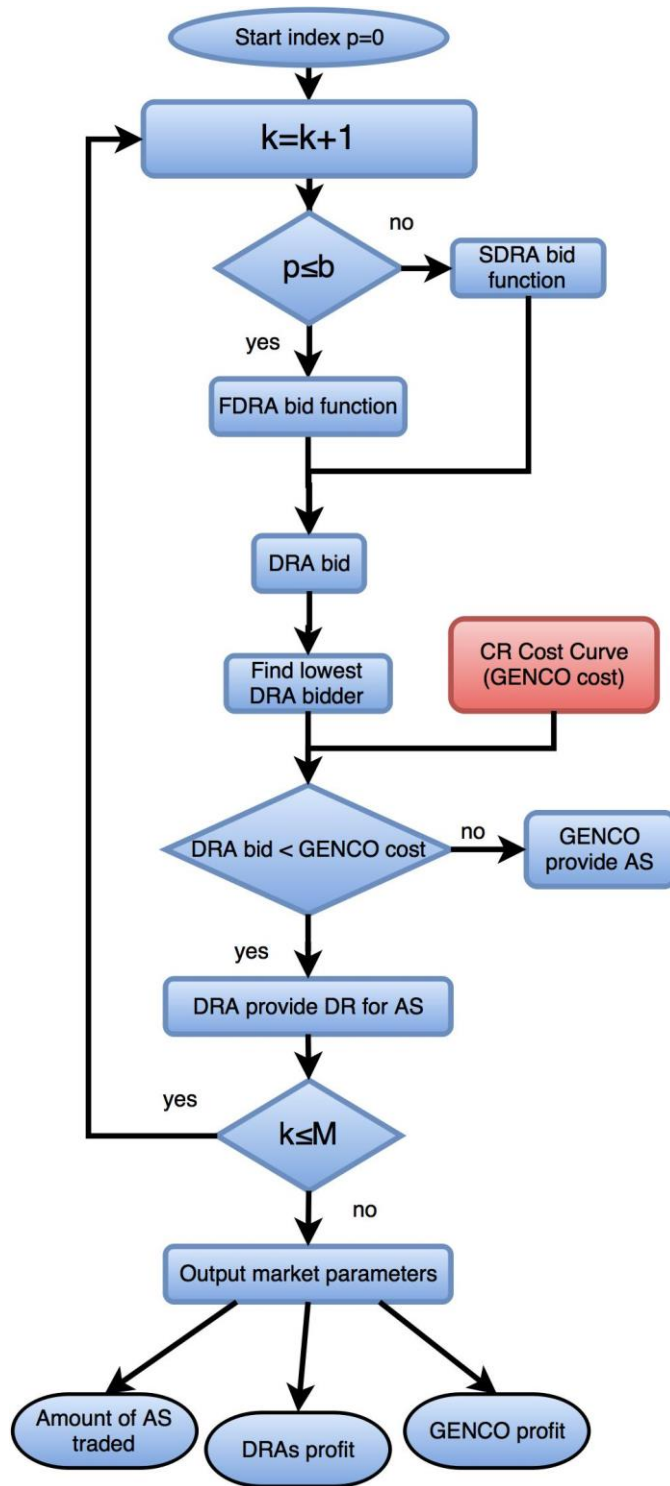 Start index p=0
k=k+1
no
p≤b
SDRA bid
function
yes
FDRA bid function
DRA bid
Find lowest
DRA bidder
CR Cost Curve
(GENCO cost)
DRA bid < GENCO cost
no
GENCO
provide AS
yes
DRA provide DR for AS
yes
k≤M
no
Output market parameters
Amount of AS
traded
DRAs profit
GENCO profit